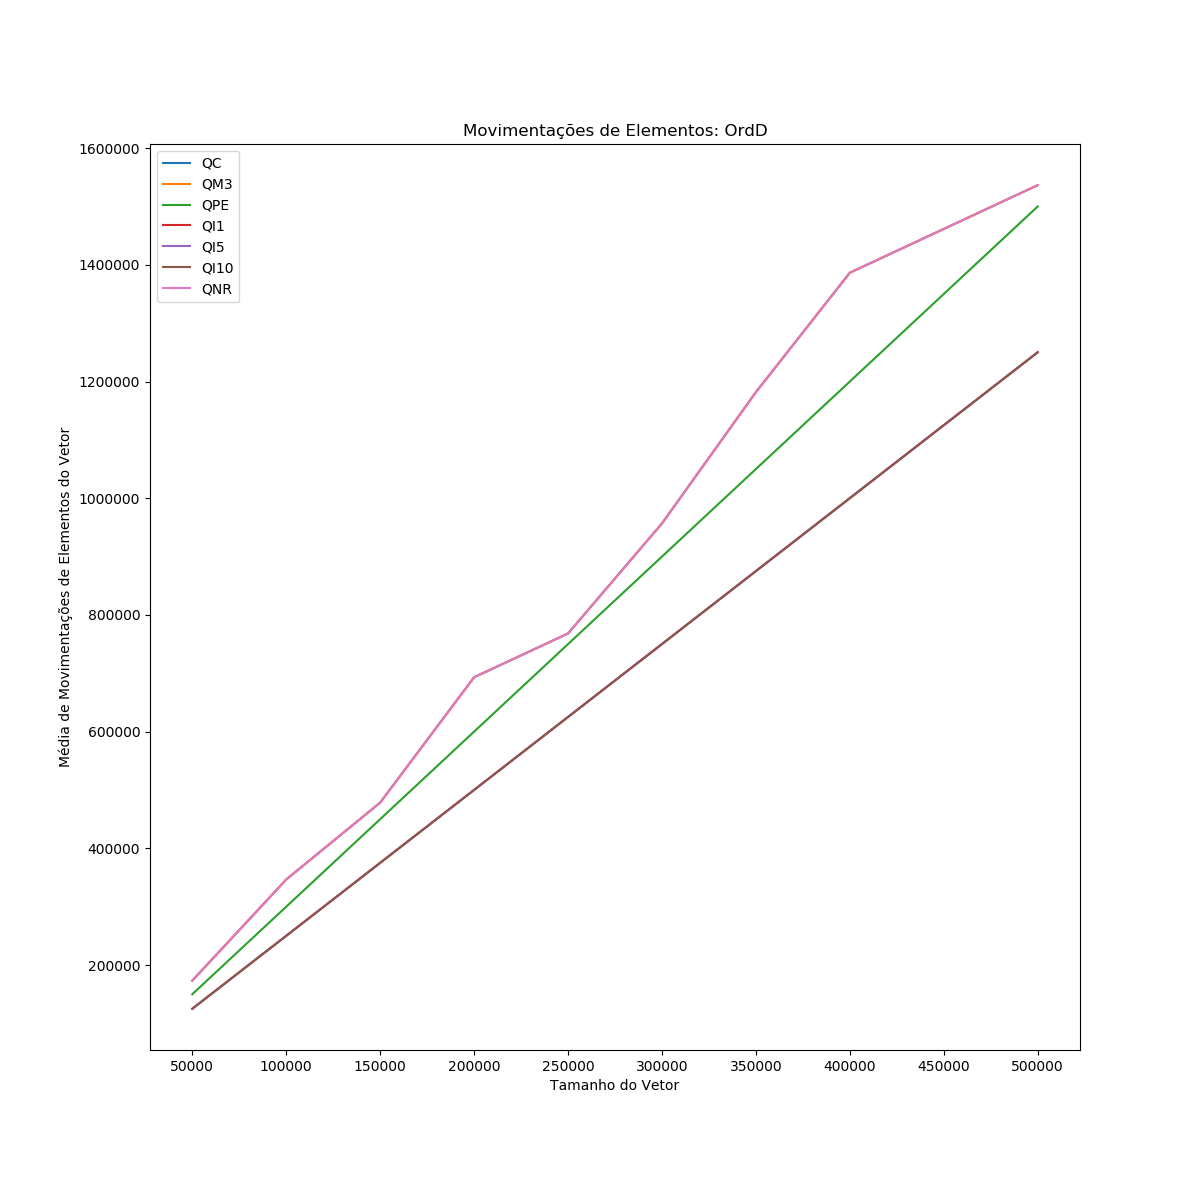 Movimentações de Elementos: OrdD
QC
QM3
QPE
QI1
QI5
QI10
QNR
1600000
1400000
1200000
1000000
800000
600000
400000
200000
Média de Movimentações de Elementos do Vetor
50000 100000 150000 200000 250000 300000 350000 400000 450000 500000
Tamanho do Vetor